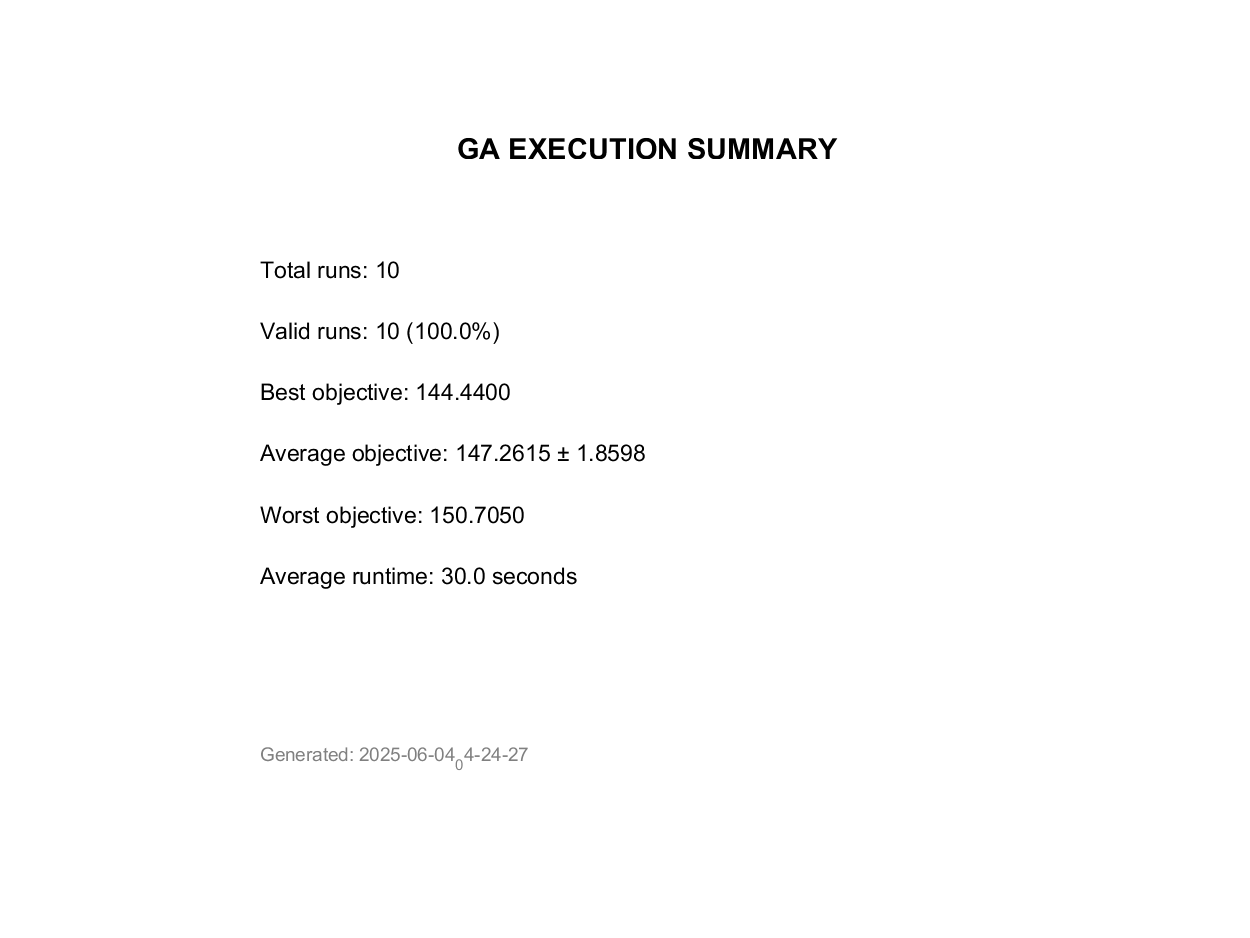 GA EXECUTION SUMMARY
Total runs: 10
Valid runs: 10 (100.0%)
Best objective: 144.4400
Average objective: 147.2615 ± 1.8598
Worst objective: 150.7050
Average runtime: 30.0 seconds
Generated: 2025-06-04₀4-24-27